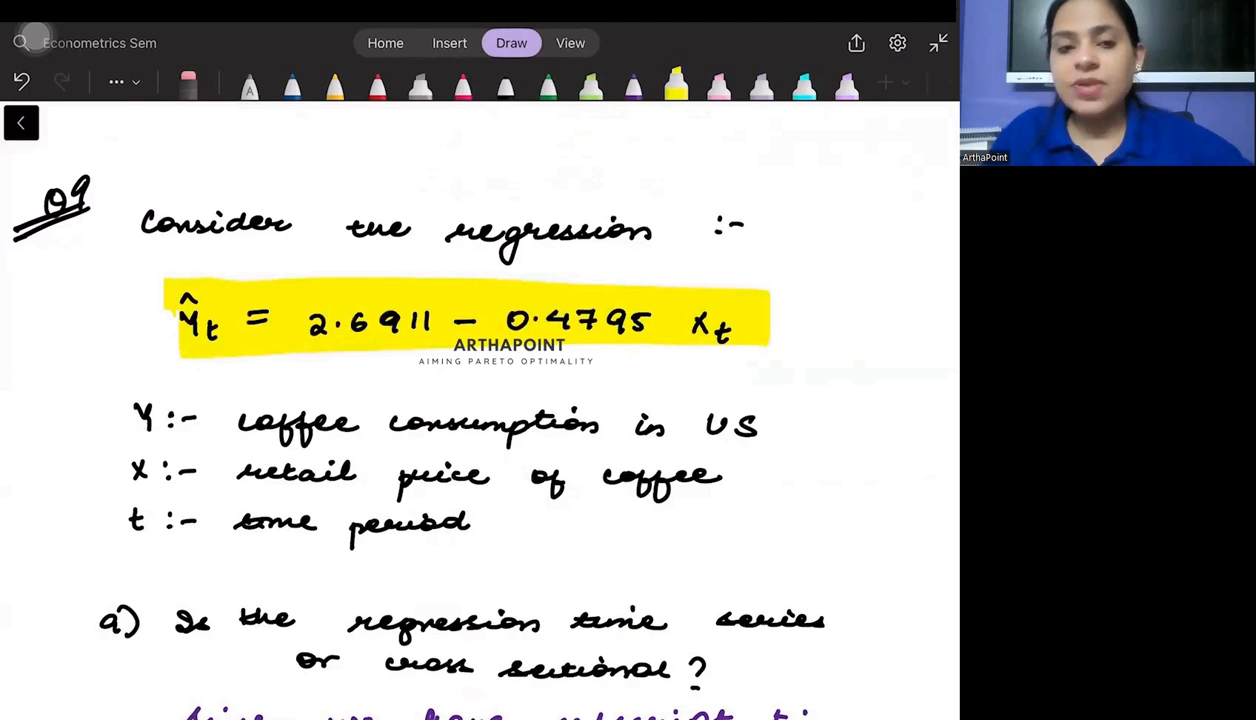 Econometrics Sem
Home Insert Draw View
ArthaPoint
Q9
Consider the regression :-
Ŷt = 2.6911 - 0.4795 Xt
ARTHAPOINT
AIMING PARETO OPTIMALITY
Y :- coffee consumption in US
X :- retail price of coffee
t :- time period
a) Is the regression time series
or cross sectional ?